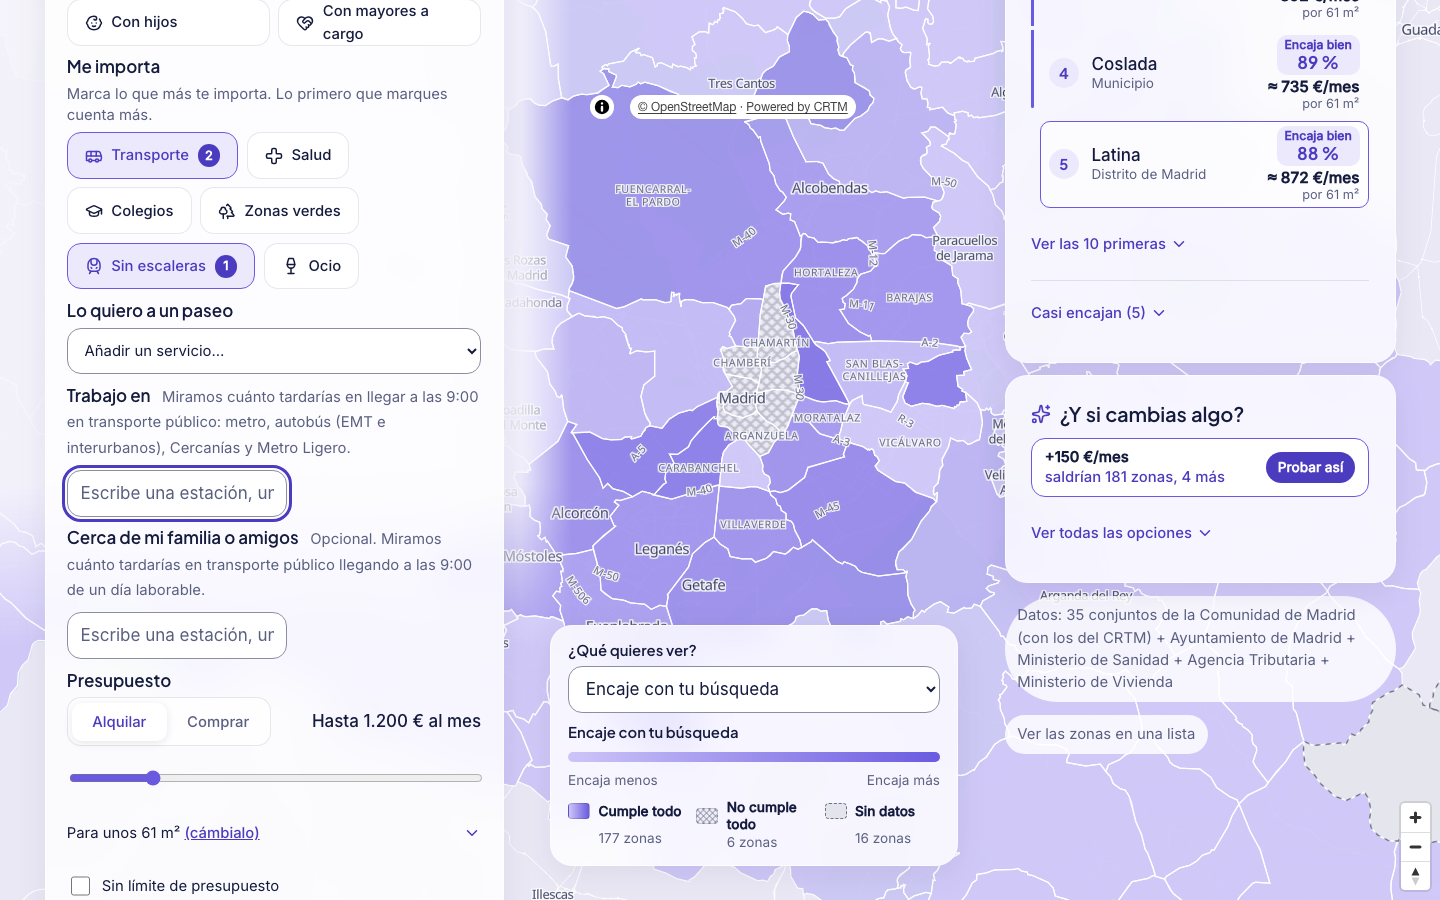 Con hijos
Con mayores a
cargo
Me importa
Marca lo que más te importa. Lo primero que marques
cuenta más.
Transporte 2
Salud
Colegios
Zonas verdes
Sin escaleras 1
Ocio
Lo quiero a un paseo
Añadir un servicio...
Trabajo en Miramos cuánto tardarías en llegar a las 9:00
en transporte público: metro, autobús (EMT e
interurbanos), Cercanías y Metro Ligero.
Escribe una estación, ur
Cerca de mi familia o amigos Opcional. Miramos
cuánto tardarías en transporte público llegando a las 9:00
de un día laborable.
Escribe una estación, ur
Presupuesto
Alquilar
Comprar
Hasta 1.200 € al mes
Para unos 61 m² (cámbialo)
Sin límite de presupuesto
Tres Cantos
© OpenStreetMap · Powered by CRTM
FUENCARRAL-
EL PARDO
Alcobendas
M-50
M-40
M-12
Paracuellos
de Jarama
HORTALEZA
M-11
BARAJAS
M-30
CHAMARTÍN
A-2
CHAMBERÍ
SAN BLAS-
CANILLEJAS
M-30
Madrid
MORATALAZ
R-3
ARGANZUELA
A-3
VICÁLVARO
A-5
CARABANCHEL
M-40
Alcorcón
VILLAVERDE
M-45
Leganés
Móstoles
M-50
Getafe
M-506
Arganda del Rey
Illescas
¿Qué quieres ver?
Encaje con tu búsqueda
Encaje con tu búsqueda
Encaja menos
Encaja más
Cumple todo
177 zonas
No cumple
todo
6 zonas
Sin datos
16 zonas
por 61 m²
4
Coslada
Municipio
Encaja bien
89 %
≈ 735 €/mes
por 61 m²
5
Latina
Distrito de Madrid
Encaja bien
88 %
≈ 872 €/mes
por 61 m²
Ver las 10 primeras
Casi encajan (5)
¿Y si cambias algo?
+150 €/mes
saldrían 181 zonas, 4 más
Probar así
Ver todas las opciones
Datos: 35 conjuntos de la Comunidad de Madrid
(con los del CRTM) + Ayuntamiento de Madrid +
Ministerio de Sanidad + Agencia Tributaria +
Ministerio de Vivienda
Ver las zonas en una lista